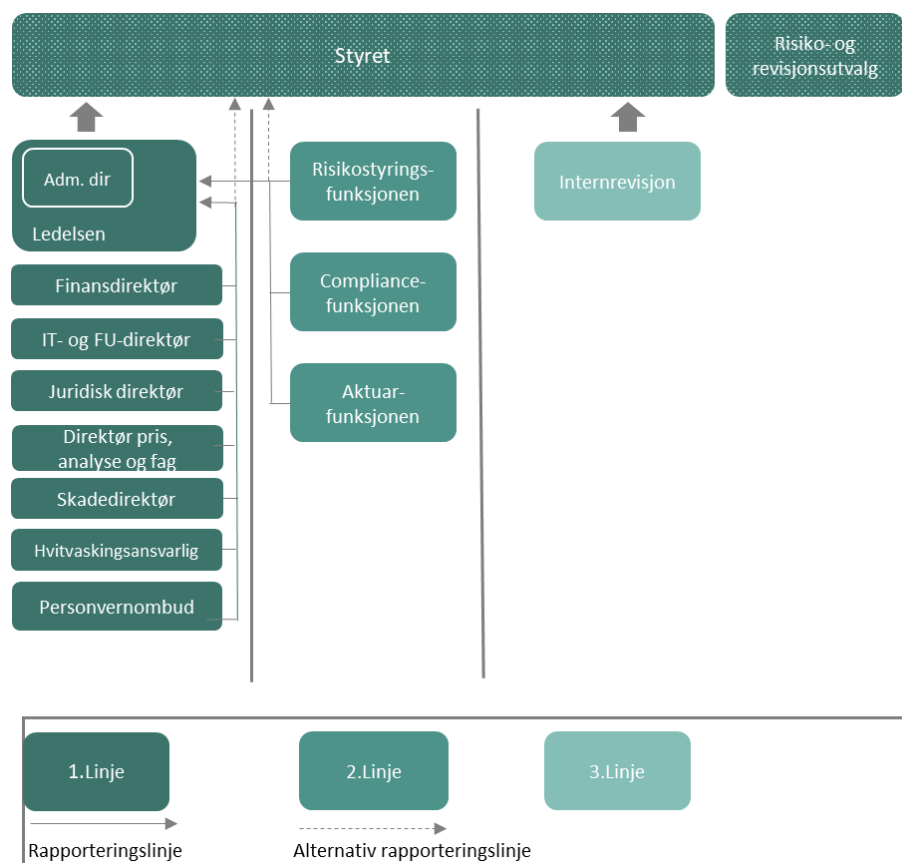 Styret
Risiko- og
revisjonsutvalg
Adm. dir
Ledelsen
Finansdirektør
IT- og FU-direktør
Juridisk direktør
Direktør pris,
analyse og fag
Skadedirektør
Hvitvaskingsansvarlig
Personvernombud
Risikostyrings-
funksjonen
Compliance-
funksjonen
Aktuar-
funksjonen
Internrevisjon
1.Linje
2.Linje
3.Linje
Rapporteringslinje
Alternativ rapporteringslinje